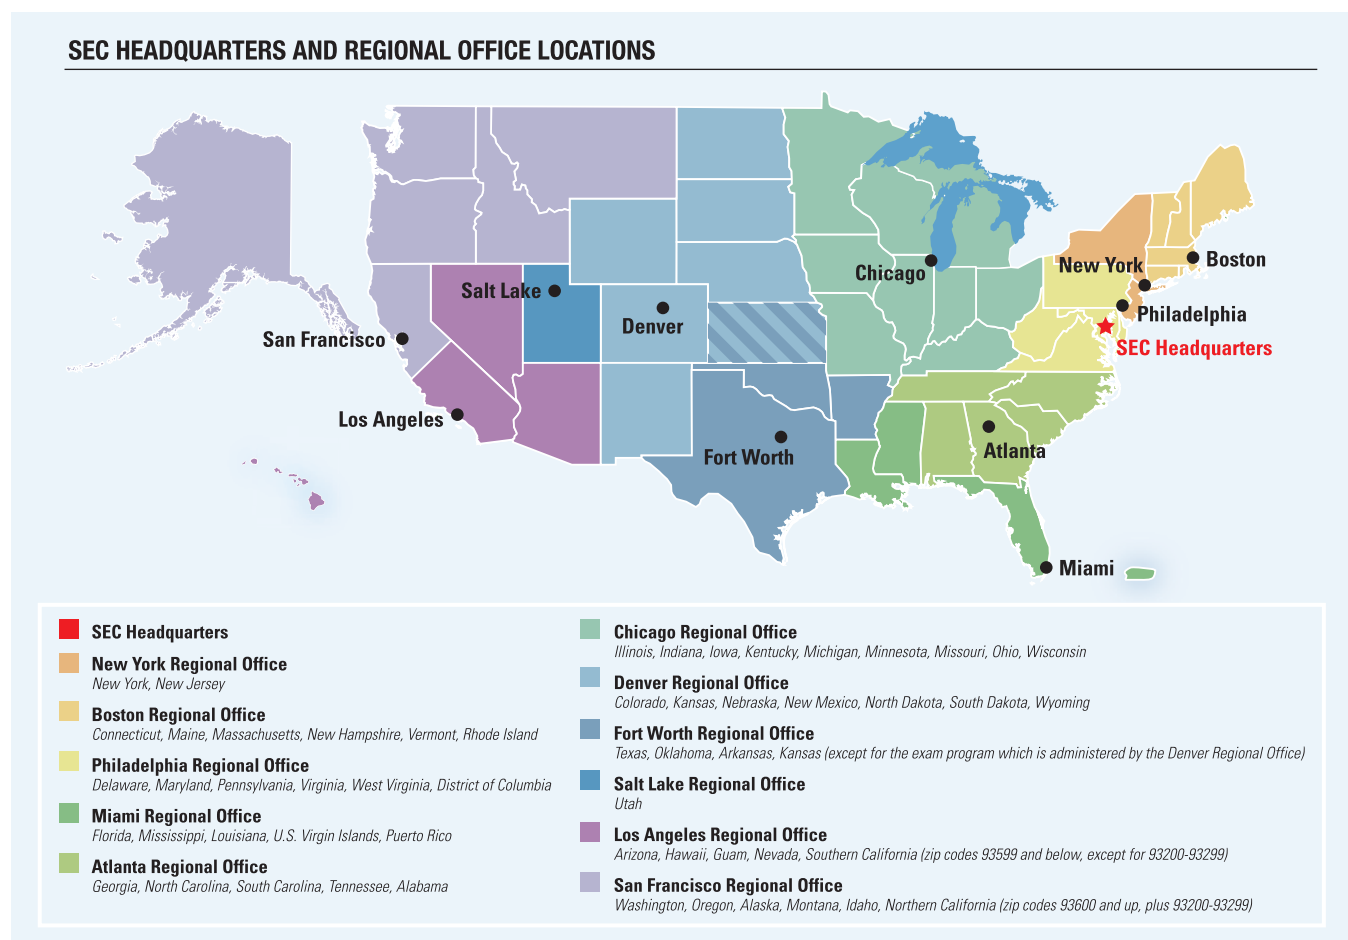 SEC HEADQUARTERS AND REGIONAL OFFICE LOCATIONS
Chicago
New York
Boston
Salt Lake
Denver
Philadelphia
San Francisco
SEC Headquarters
Los Angeles
Fort Worth
Atlanta
Miami
SEC Headquarters
New York Regional Office
New York, New Jersey
Boston Regional Office
Connecticut, Maine, Massachusetts, New Hampshire, Vermont, Rhode Island
Philadelphia Regional Office
Delaware, Maryland, Pennsylvania, Virginia, West Virginia, District of Columbia
Miami Regional Office
Florida, Mississippi, Louisiana, U.S. Virgin Islands, Puerto Rico
Atlanta Regional Office
Georgia, North Carolina, South Carolina, Tennessee, Alabama
Chicago Regional Office
Illinois, Indiana, Iowa, Kentucky, Michigan, Minnesota, Missouri, Ohio, Wisconsin
Denver Regional Office
Colorado, Kansas, Nebraska, New Mexico, North Dakota, South Dakota, Wyoming
Fort Worth Regional Office
Texas, Oklahoma, Arkansas, Kansas (except for the exam program which is administered by the Denver Regional Office)
Salt Lake Regional Office
Utah
Los Angeles Regional Office
Arizona, Hawaii, Guam, Nevada, Southern California (zip codes 93599 and below, except for 93200-93299)
San Francisco Regional Office
Washington, Oregon, Alaska, Montana, Idaho, Northern California (zip codes 93600 and up, plus 93200-93299)